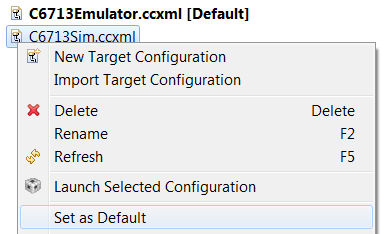 C6713Emulator.ccxml [Default]
C6713Sim.ccxml
New Target Configuration
Import Target Configuration
Delete Delete
Rename F2
Refresh F5
Launch Selected Configuration
Set as Default